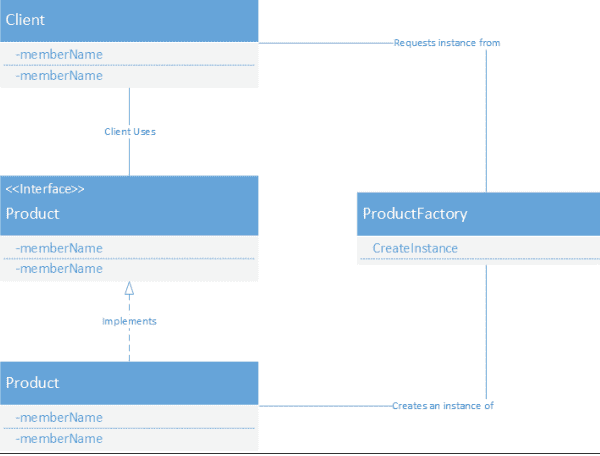 Client
-memberName
-memberName
Requests instance from
Client Uses
<<Interface>>
Product
-memberName
-memberName
ProductFactory
CreateInstance
Implements
Product
-memberName
-memberName
Creates an instance of